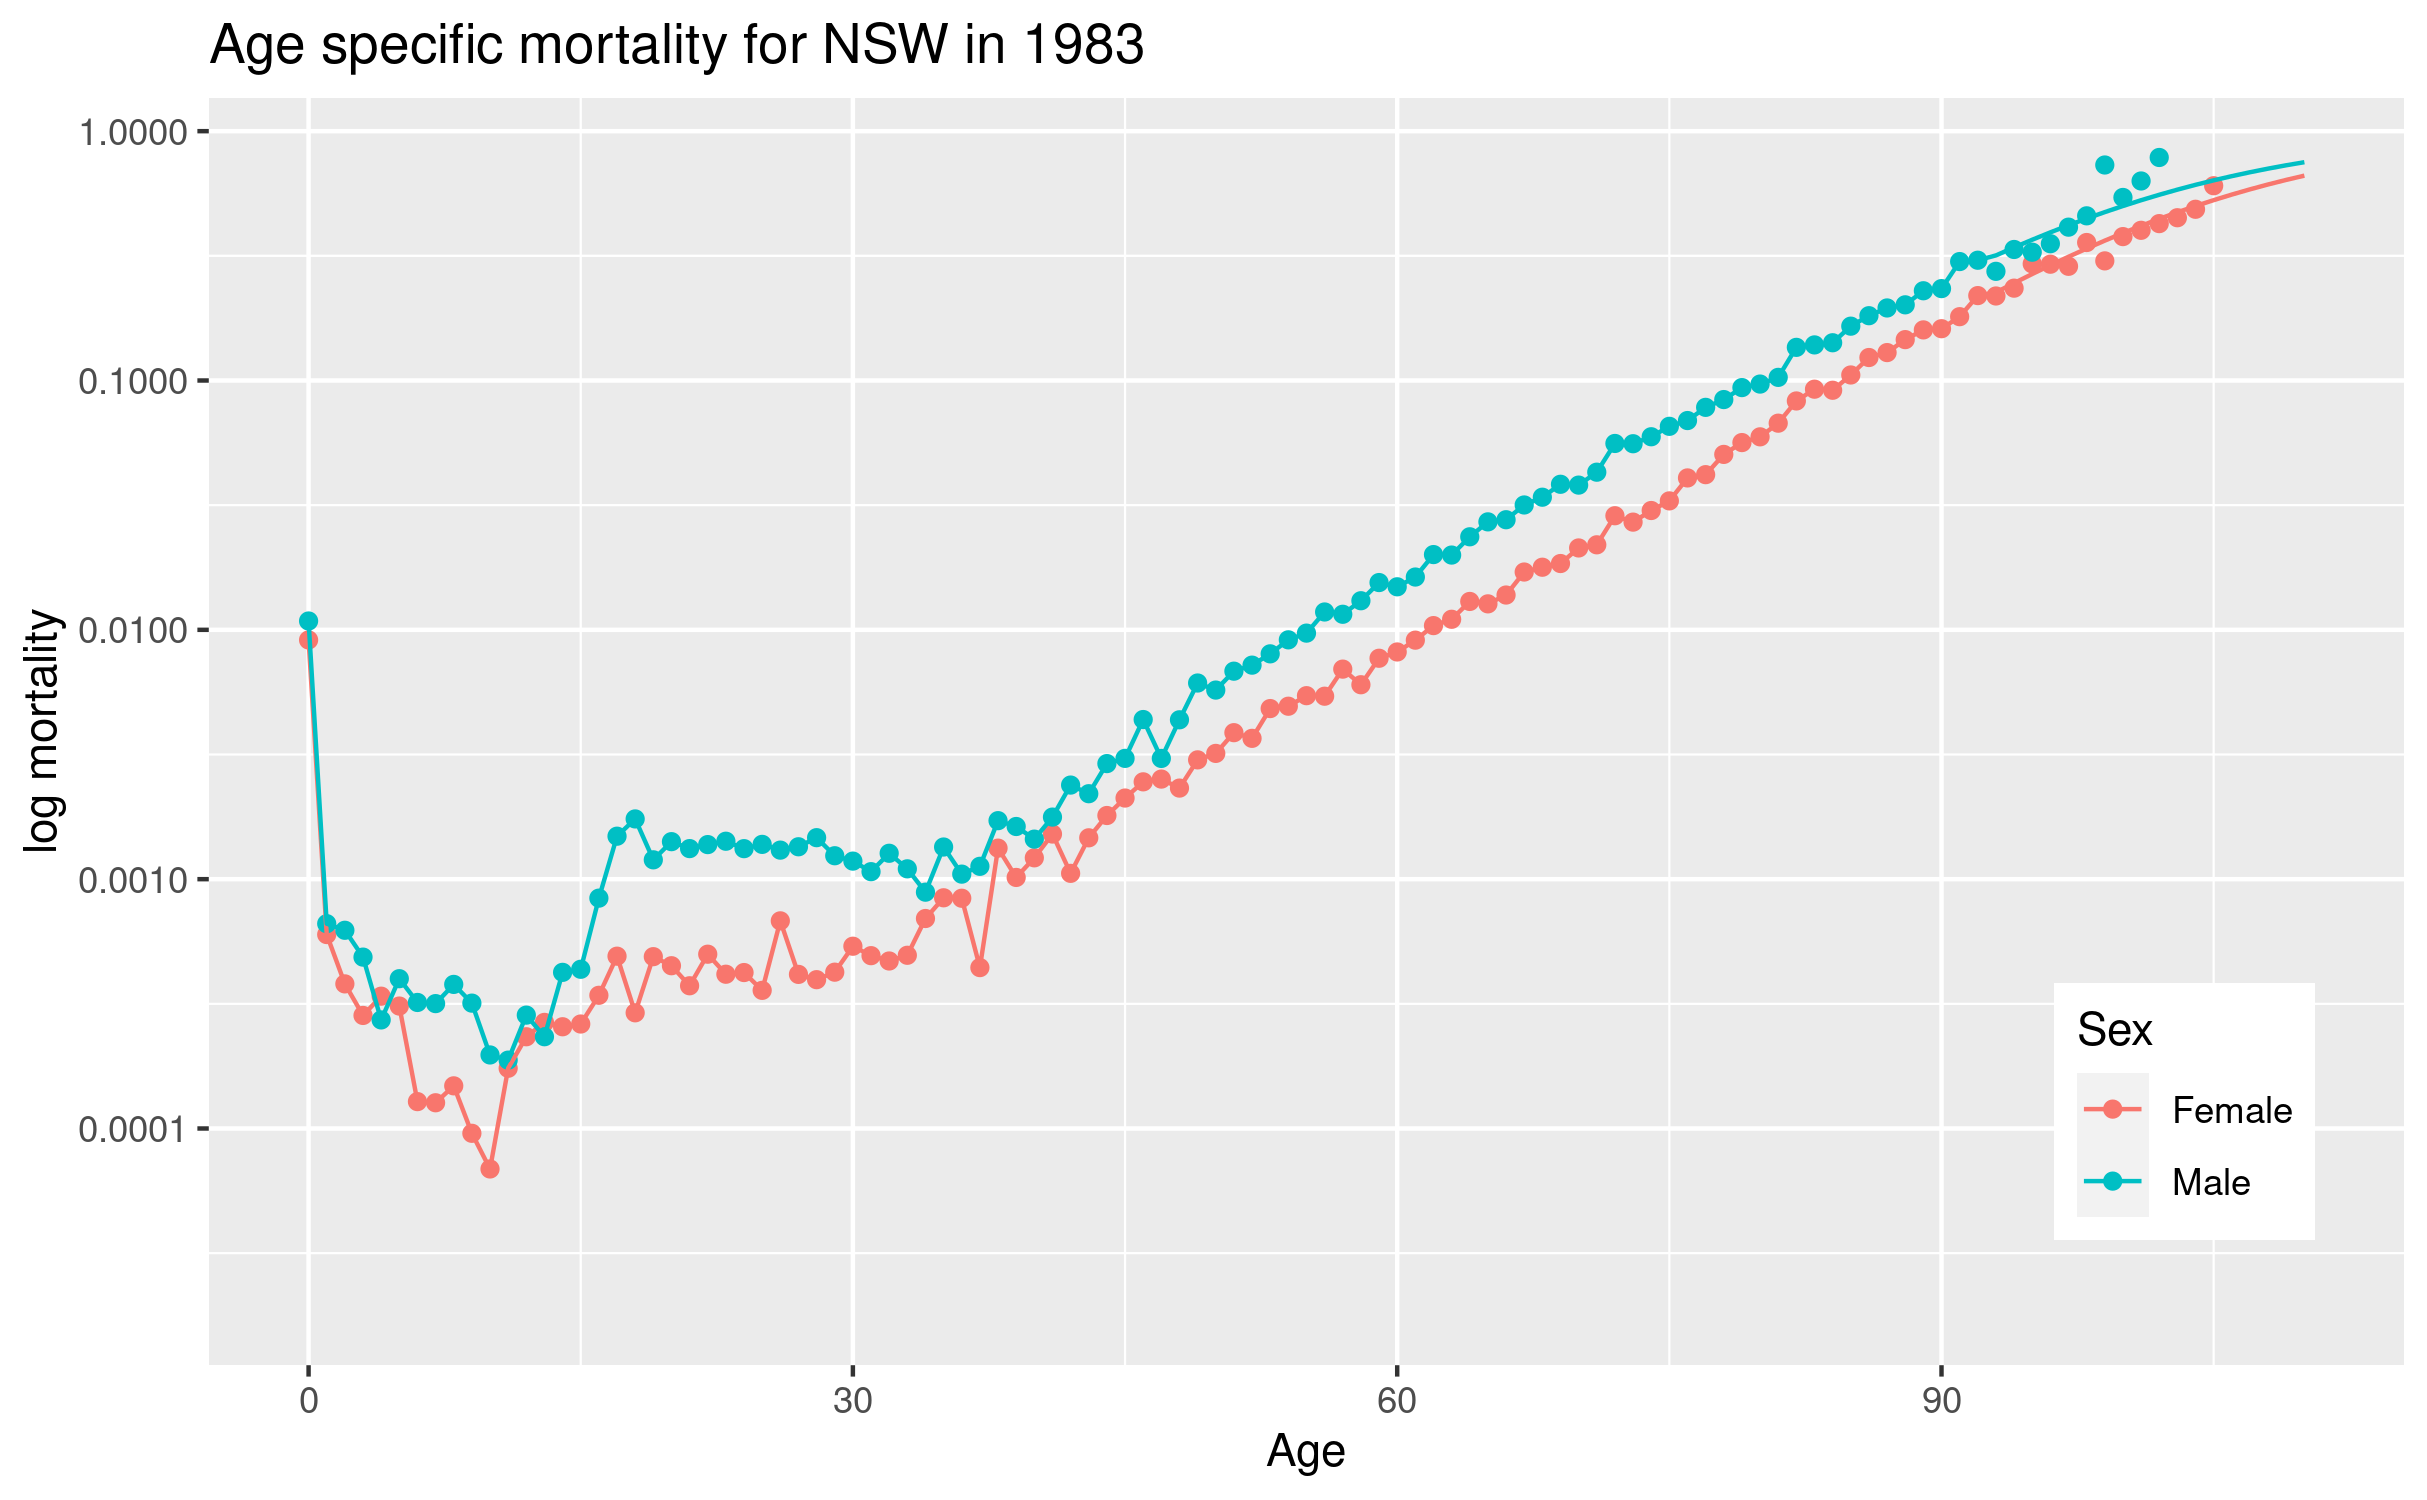 Age specific mortality for NSW in 1983
log mortality
1.0000
0.1000
0.0100
0.0010
0.0001
0
30
60
90
Age
Sex
Female
Male